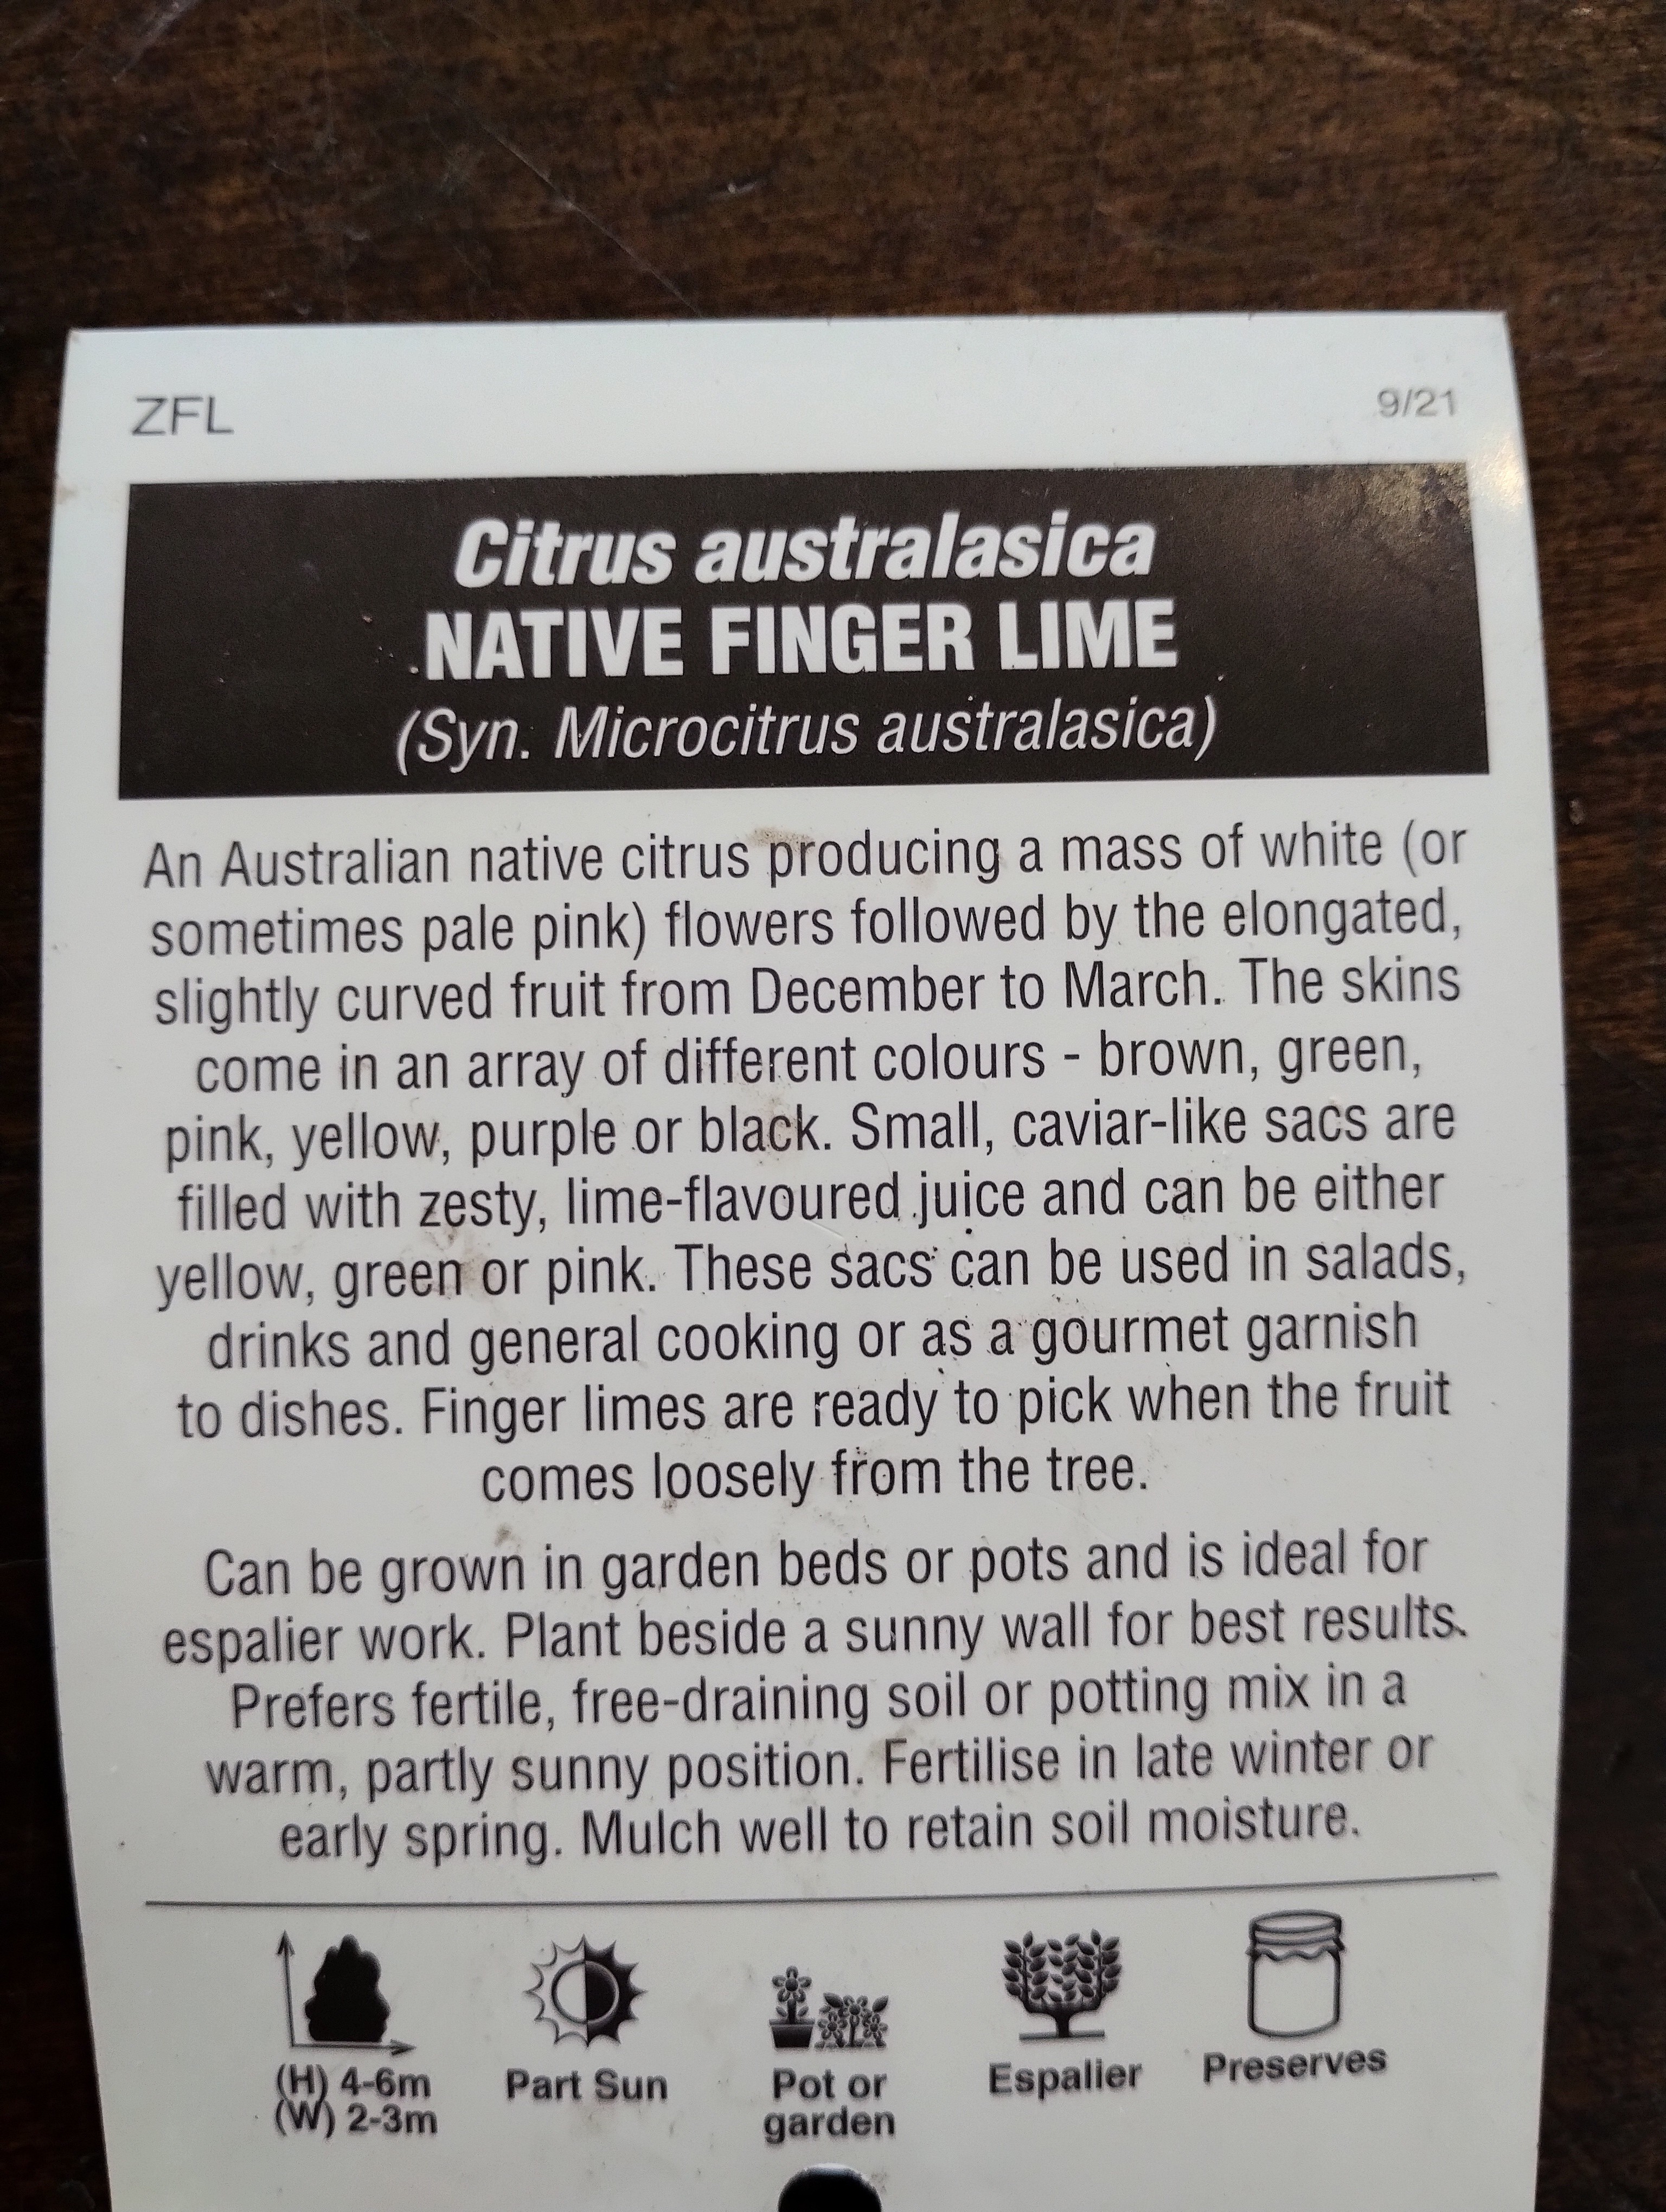 ZFL
9/21
Citrus australasica
NATIVE FINGER LIME
(Syn. Microcitrus australasica)
An Australian native citrus producing a mass of white (or
sometimes pale pink) flowers followed by the elongated,
slightly curved fruit from December to March. The skins
come in an array of different colours - brown, green,
pink, yellow, purple or black. Small, caviar-like sacs are
filled with zesty, lime-flavoured juice and can be either
yellow, green or pink. These sacs can be used in salads,
drinks and general cooking or as a gourmet garnish
to dishes. Finger limes are ready to pick when the fruit
comes loosely from the tree.
Can be grown in garden beds or pots and is ideal for
espalier work. Plant beside a sunny wall for best results.
Prefers fertile, free-draining soil or potting mix in a
warm, partly sunny position. Fertilise in late winter or
early spring. Mulch well to retain soil moisture.
(H) 4-6m
(W) 2-3m
Part Sun
Pot or
garden
Espalier
Preserves